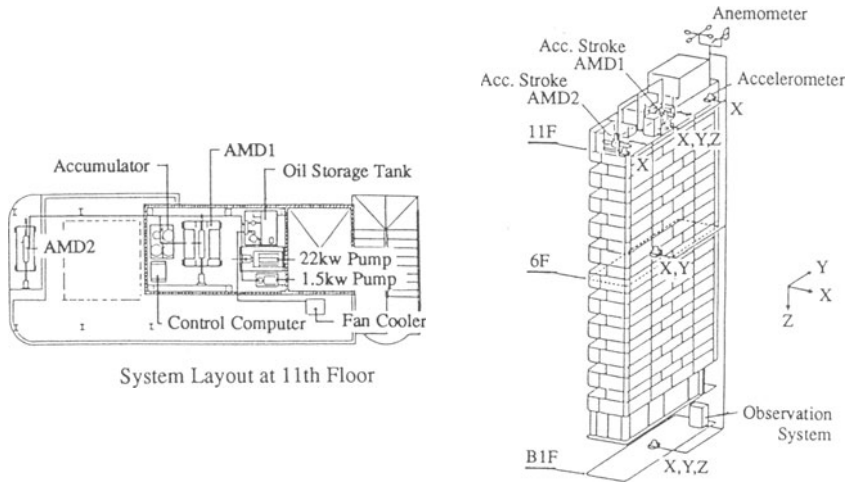 AMD1
Accumulator
Oil Storage Tank
AMD2
22kw Pump
1.5kw Pump
Control Computer
Fan Cooler
System Layout at 11th Floor
Anemometer
Acc. Stroke
AMD1
Acc. Stroke
AMD2
Accelerometer
X
11F
X,Y,Z
X
6F
X,Y
Y
X
Z
Observation
System
B1F
X,Y,Z